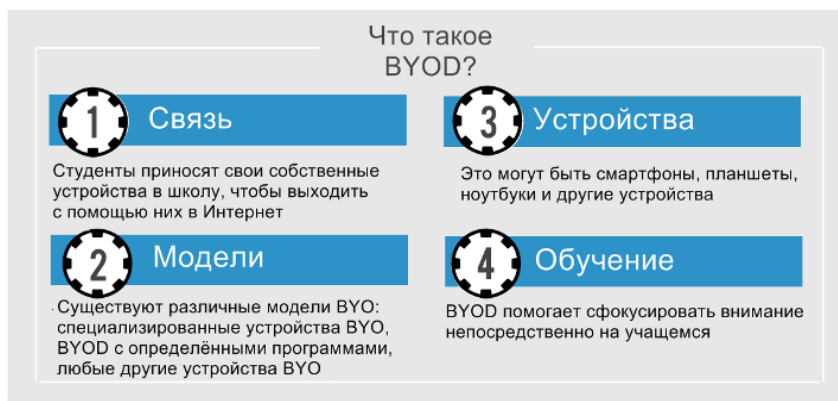 Что такое
BYOD?
1 Связь
Студенты приносят свои собственные
устройства в школу, чтобы выходить
с помощью них в Интернет
2 Модели
Существуют различные модели BYO:
специализированные устройства BYO,
BYOD с определёнными программами,
любые другие устройства BYO
3 Устройства
Это могут быть смартфоны, планшеты,
ноутбуки и другие устройства
4 Обучение
BYOD помогает сфокусировать внимание
непосредственно на учащемся